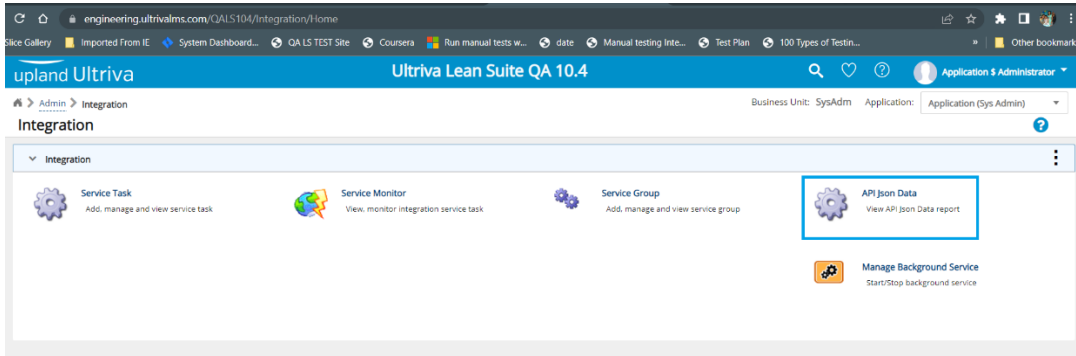 engineering.ultrivalms.com/QALS104/Integration/Home
Slice Gallery Imported From IE System Dashboard... QA LS TEST Site Coursera Run manual tests w... date Manual testing Inte... Test Plan 100 Types of Testin... » Other bookmark
upland Ultriva Ultriva Lean Suite QA 10.4 Application $ Administrator
> Admin > Integration Business Unit: SysAdm Application: Application (Sys Admin)
Integration
Integration
Service Task Service Monitor Service Group API Json Data
Add, manage and view service task View, monitor integration service task Add, manage and view service group View API Json Data report
Manage Background Service
Start/Stop background service